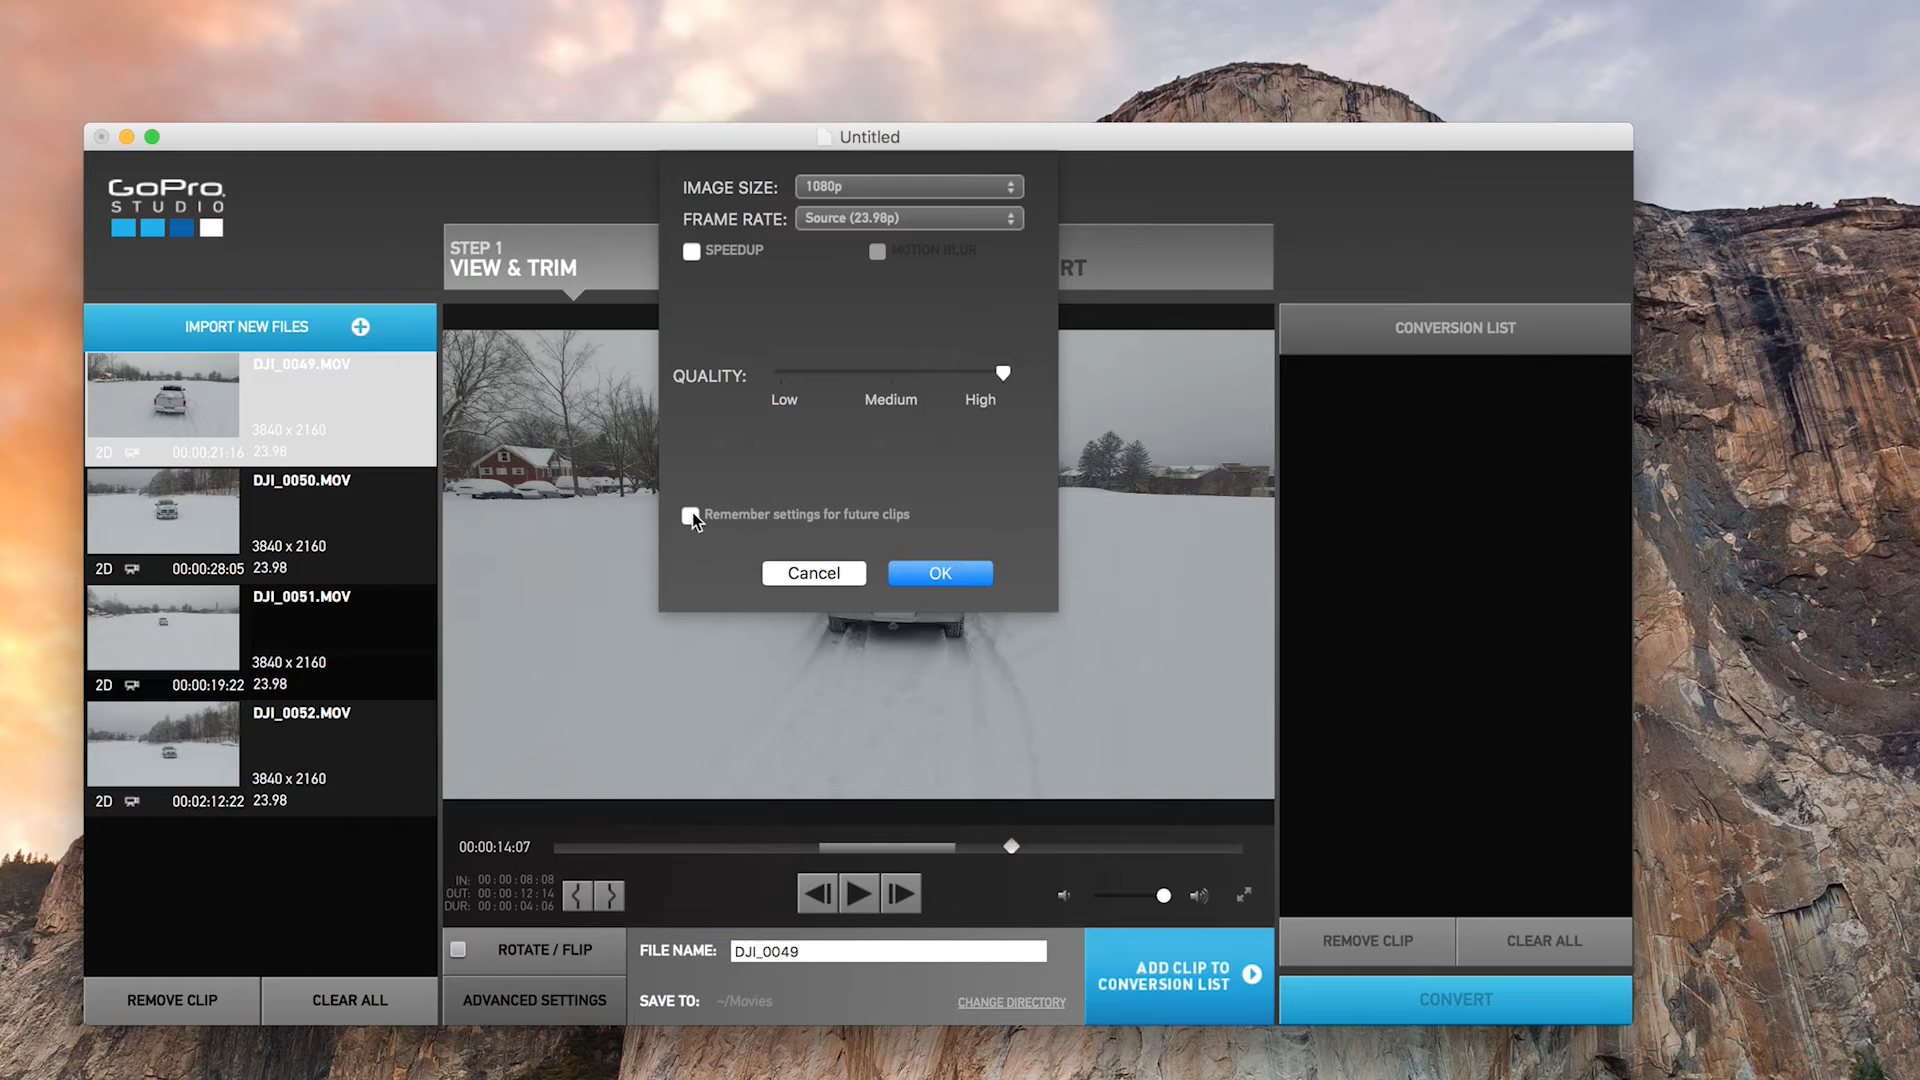 Untitled
GoPro
STUDIO
IMAGE SIZE: 1080p
FRAME RATE: Source (23.98p)
SPEEDUP MOTION BLUR
STEP 1
VIEW & TRIM
RT
IMPORT NEW FILES
CONVERSION LIST
DJI_0049.MOV
3840 x 2160
2D 00:00:21:16 23.98
DJI_0050.MOV
3840 x 2160
2D 00:00:28:05 23.98
DJI_0051.MOV
3840 x 2160
2D 00:00:19:22 23.98
DJI_0052.MOV
3840 x 2160
2D 00:02:12:22 23.98
QUALITY:
Low Medium High
Remember settings for future clips
Cancel OK
00:00:14:07
IN: 00:00:08:08
OUT: 00:00:12:14
DUR: 00:00:04:06
ROTATE / FLIP
FILE NAME: DJI_0049
ADD CLIP TO
CONVERSION LIST
REMOVE CLIP CLEAR ALL
REMOVE CLIP CLEAR ALL
ADVANCED SETTINGS
SAVE TO: ~/Movies CHANGE DIRECTORY
CONVERT